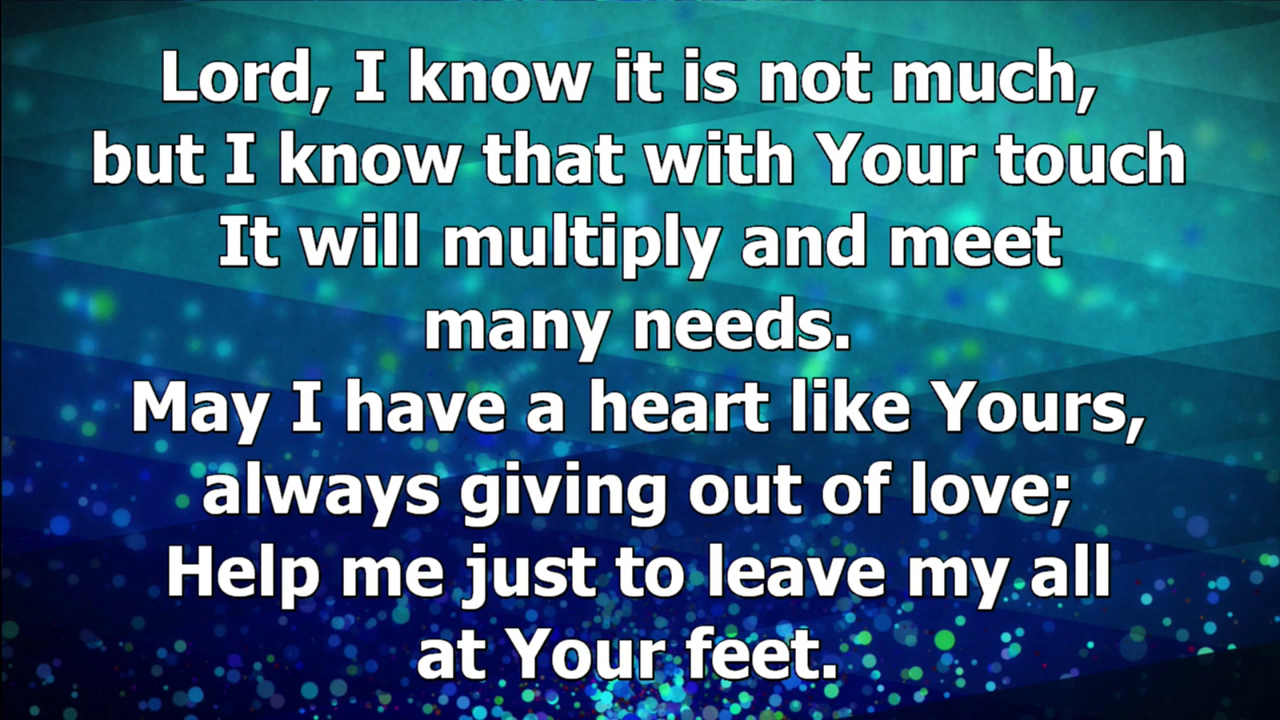 Lord, I know it is not much,
but I know that with Your touch
It will multiply and meet
many needs.
May I have a heart like Yours,
always giving out of love;
Help me just to leave my all
at Your feet.